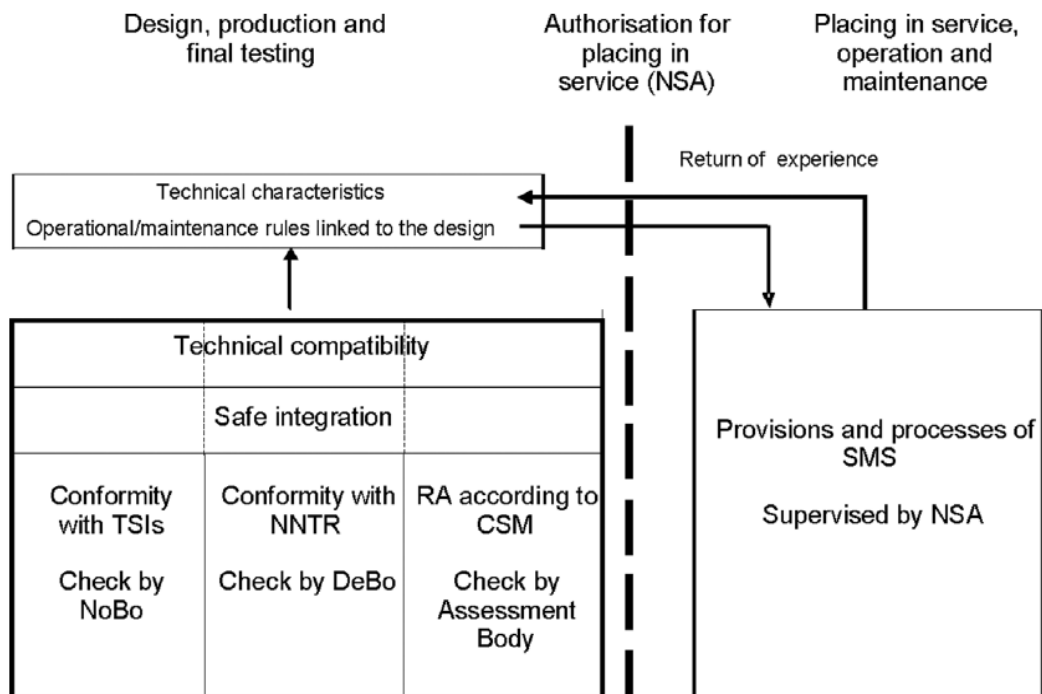 Design, production and
final testing
Authorisation for
placing in
service (NSA)
Placing in service,
operation and
maintenance
Return of experience
Technical characteristics
Operational/maintenance rules linked to the design
Technical compatibility
Safe integration
Conformity
with TSIs
Check by
NoBo
Conformity with
NNTR
Check by DeBo
RA according to
CSM
Check by
Assessment
Body
Provisions and processes of
SMS
Supervised by NSA